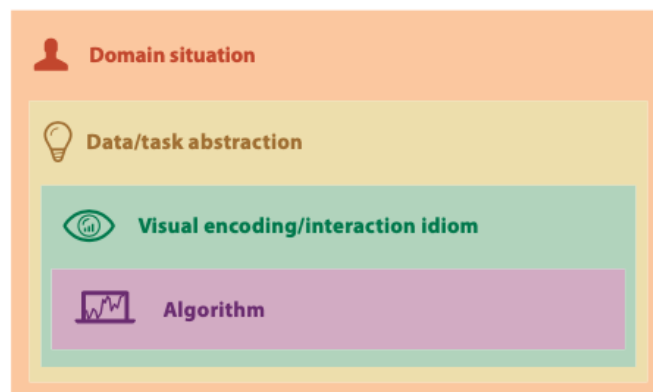 Domain situation
Data/task abstraction
Visual encoding/interaction idiom
Algorithm